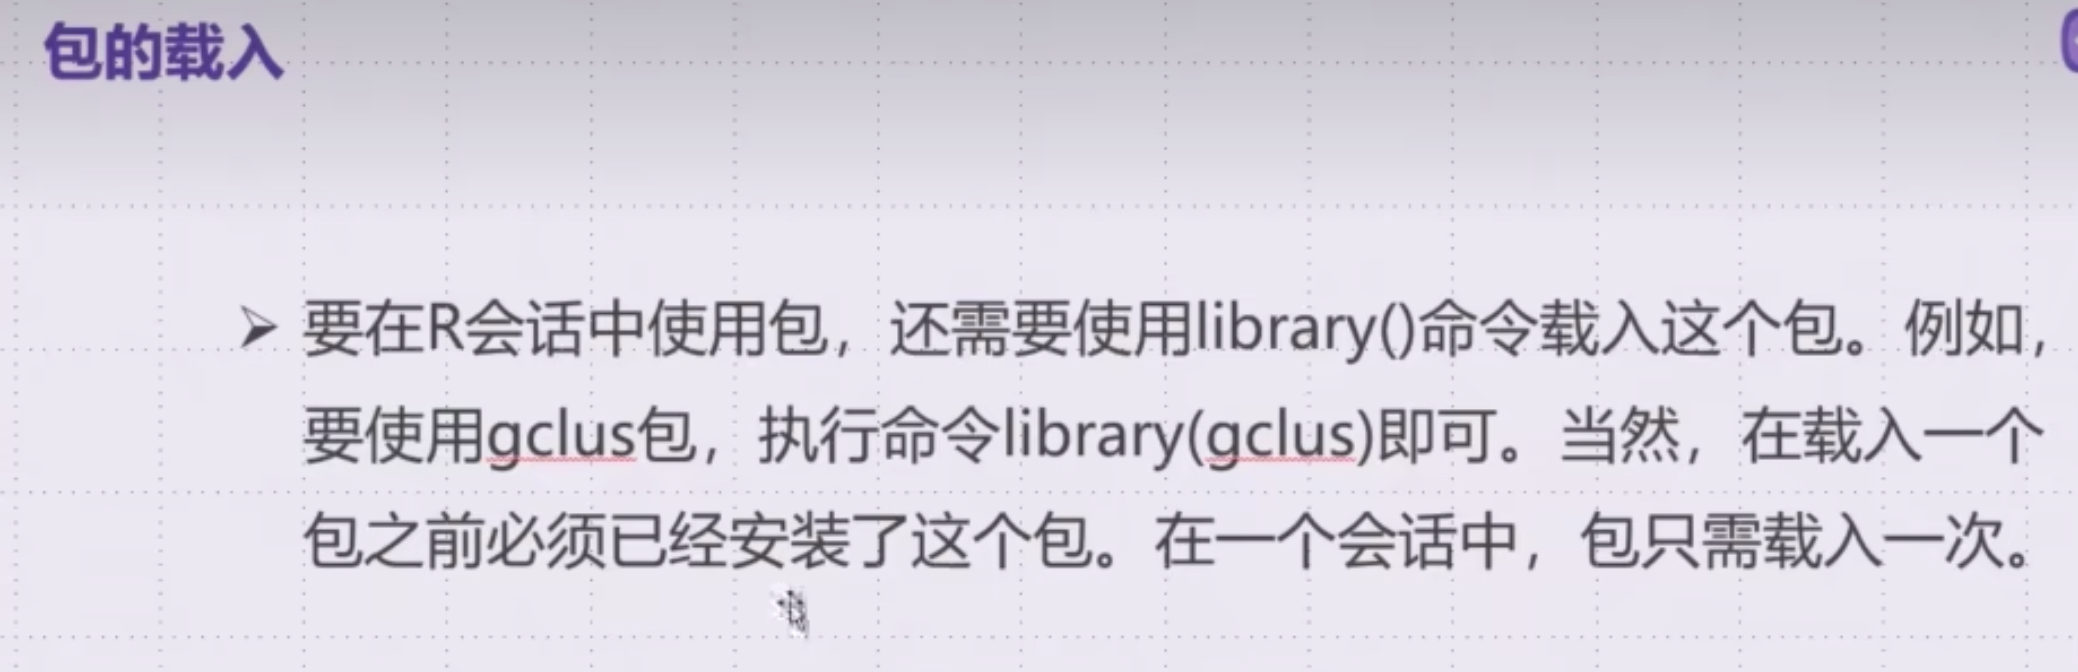 包的载入
➢ 要在R会话中使用包，还需要使用library()命令载入这个包。例如，
要使用gclus包，执行命令library(gclus)即可。当然，在载入一个
包之前必须已经安装了这个包。在一个会话中，包只需载入一次。